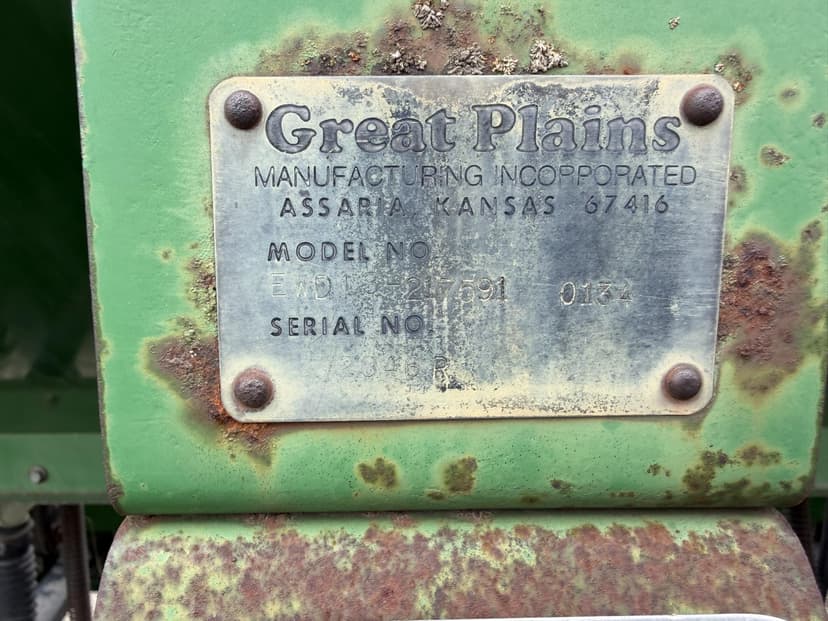 Great Plains
MANUFACTURING INCORPORATED
ASSARIA, KANSAS 67416
MODEL NO.
0134
SERIAL NO.